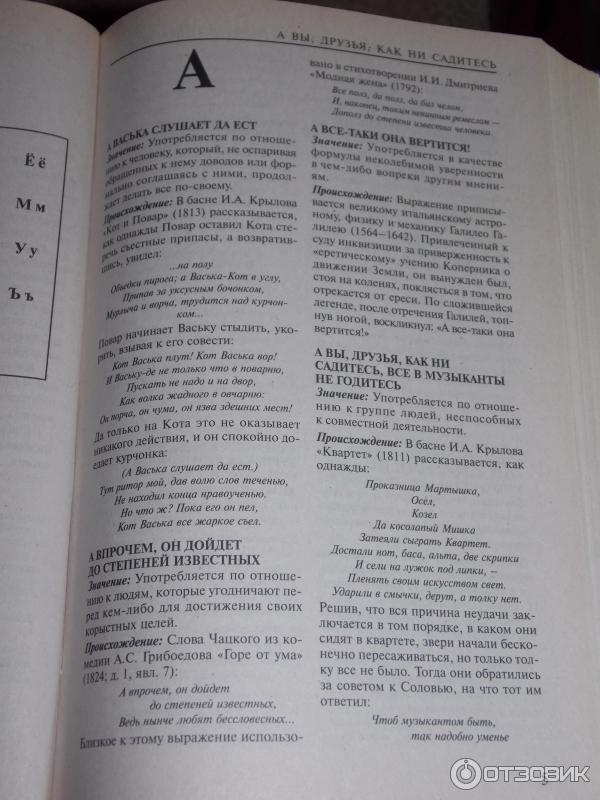 Ёё
Мм
Уу
Ъъ
А ВЫ, ДРУЗЬЯ, КАК НИ САДИТЕСЬ
А
А ВАСЬКА СЛУШАЕТ ДА ЕСТ
Значение: Употребляется по отноше-
нию к человеку, который, не оспаривая
обращенных к нему доводов или фор-
мально соглашаясь с ними, продол-
жает делать все по-своему.
Происхождение: В басне И.А. Крылова
«Кот и Повар» (1813) рассказывается,
как однажды Повар оставил Кота сте-
речь съестные припасы, а возвратив-
шись, увидел:
...на полу
Объедки пирога; а Васька-Кот в углу,
Припав за уксусным бочонком,
Мурлыча и ворча, трудится над курчон-
ком...
Повар начинает Ваську стыдить, уко-
рять, взывая к его совести:
Кот Васька плут! Кот Васька вор!
И Ваську-де не только что в поварню,
Пускать не надо и на двор,
Как волка жадного в овчарню:
Он порча, он чума, он язва здешних мест!
Да только на Кота это не оказывает
никакого действия, и он спокойно до-
едает курчонка:
(А Васька слушает да ест.)
Тут ритор мой, дав волю слов теченью,
Не находил конца нравоученью.
Но что ж? Пока его он пел,
Кот Васька все жаркое съел.
А ВПРОЧЕМ, ОН ДОЙДЕТ
ДО СТЕПЕНЕЙ ИЗВЕСТНЫХ
Значение: Употребляется по отноше-
нию к людям, которые угодничают пе-
ред кем-либо для достижения своих
корыстных целей.
Происхождение: Слова Чацкого из ко-
медии А.С. Грибоедова «Горе от ума»
(1824; д. 1, явл. 7):
А впрочем, он дойдет
до степеней известных,
Ведь нынче любят бессловесных...
Близкое к этому выражение использо-
вано в стихотворении И.И. Дмитриева
«Модная жена» (1792):
Все полз, да полз, да бил челом,
И, наконец, таким невинным ремеслом —
Дополз до степени известна человека.
А ВСЕ-ТАКИ ОНА ВЕРТИТСЯ!
Значение: Употребляется в качестве
формулы неколебимой уверенности
в чем-либо вопреки другим мнени-
ям.
Происхождение: Выражение приписы-
вается великому итальянскому астро-
ному, физику и механику Галилео Га-
лилею (1564–1642). Привлеченный к
суду инквизиции за приверженность к
«еретическому» учению Коперника о
движении Земли, он вынужден был,
стоя на коленях, поклясться в том, что
отрекается от ереси. По сложившейся
легенде, после отречения Галилей, топ-
нув ногой, воскликнул: «А все-таки она
вертится!»
А ВЫ, ДРУЗЬЯ, КАК НИ
САДИТЕСЬ, ВСЕ В МУЗЫКАНТЫ
НЕ ГОДИТЕСЬ
Значение: Употребляется по отноше-
нию к группе людей, неспособных
к совместной деятельности.
Происхождение: В басне И.А. Крылова
«Квартет» (1811) рассказывается, как
однажды:
Проказница Мартышка,
Осёл,
Козел
Да косолапый Мишка
Затеяли сыграть Квартет.
Достали нот, баса, альта, две скрипки
И сели на лужок под липки, –
Пленять своим искусством свет.
Ударили в смычки, дерут, а толку нет.
Решив, что вся причина неудачи за-
ключается в том порядке, в каком они
сидят в квартете, звери начали беско-
нечно пересаживаться, но только тол-
ку все не было. Тогда они обратились
за советом к Соловью, на что тот им
ответил:
Чтоб музыкантом быть,
так надобно уменье
ОТЗОВИК